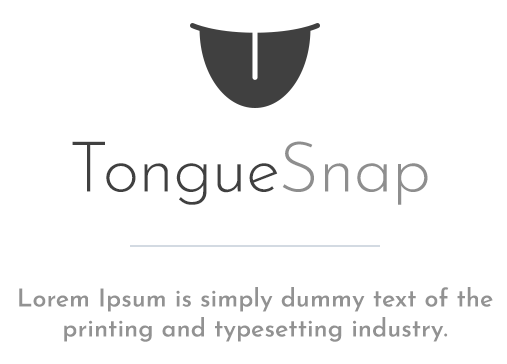 TongueSnap
Lorem Ipsum is simply dummy text of the
printing and typesetting industry.